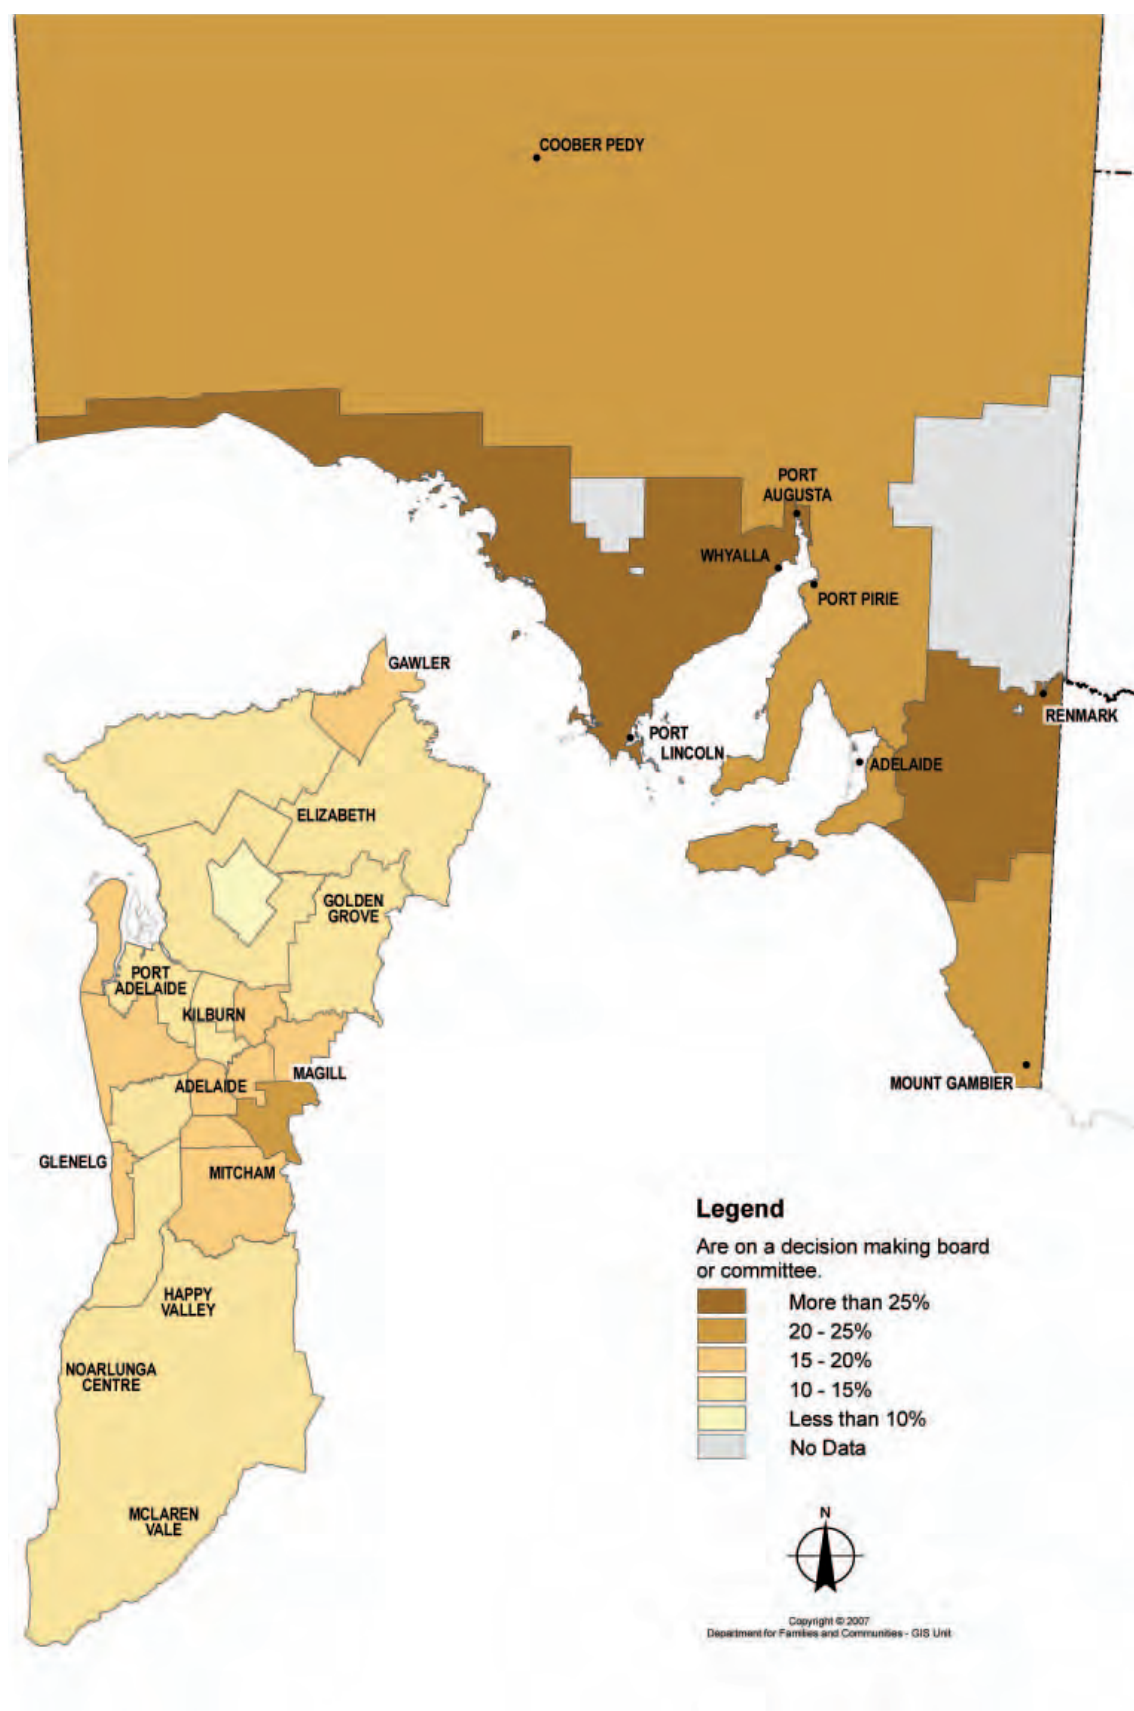 COOBER PEDY
PORT
AUGUSTA
WHYALLA
PORT PIRIE
GAWLER
RENMARK
PORT
LINCOLN
ADELAIDE
ELIZABETH
GOLDEN
GROVE
PORT
ADELAIDE
KILBURN
MAGILL
ADELAIDE
MOUNT GAMBIER
GLENELG
MITCHAM
Legend
Are on a decision making board
or committee.
More than 25%
20 - 25%
15 - 20%
10 - 15%
Less than 10%
No Data
HAPPY
VALLEY
NOARLUNGA
CENTRE
MCLAREN
VALE
N
Copyright © 2007
Department for Families and Communities - GIS Unit